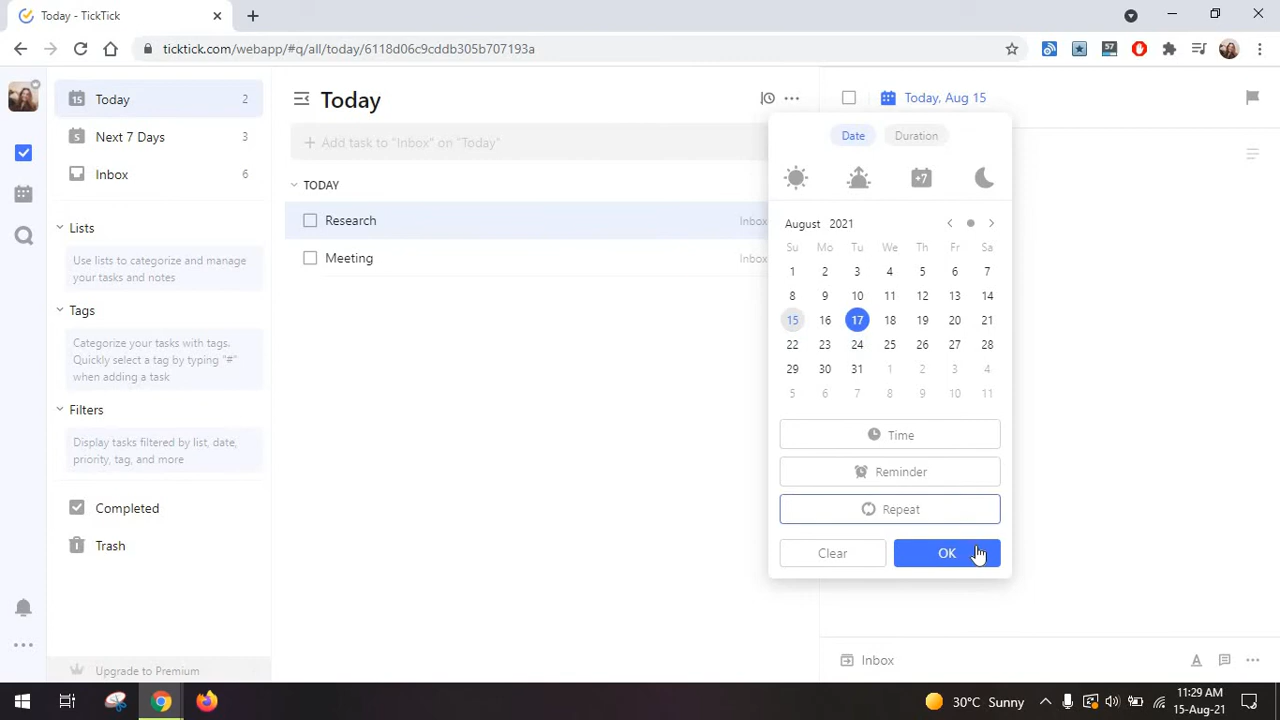 Today - TickTick
ticktick.com/webapp/#q/all/today/6118d06c9cddb305b707193a
57
15 Today 2
S Next 7 Days 3
Inbox 6
Lists
Use lists to categorize and manage
your tasks and notes
Tags
Categorize your tasks with tags.
Quickly select a tag by typing "#"
when adding a task
Filters
Display tasks filtered by list, date,
priority, tag, and more
Completed
Trash
Upgrade to Premium
Today
+ Add task to "Inbox" on "Today"
TODAY
Research Inbox
Meeting Inbox
Today, Aug 15
Date Duration
+7
August 2021
Su Mo Tu We Th Fr Sa
1 2 3 4 5 6 7
8 9 10 11 12 13 14
15 16 17 18 19 20 21
22 23 24 25 26 27 28
29 30 31 1 2 3 4
5 6 7 8 9 10 11
Time
Reminder
Repeat
Clear OK
Inbox A
30°C Sunny
11:29 AM
15-Aug-21